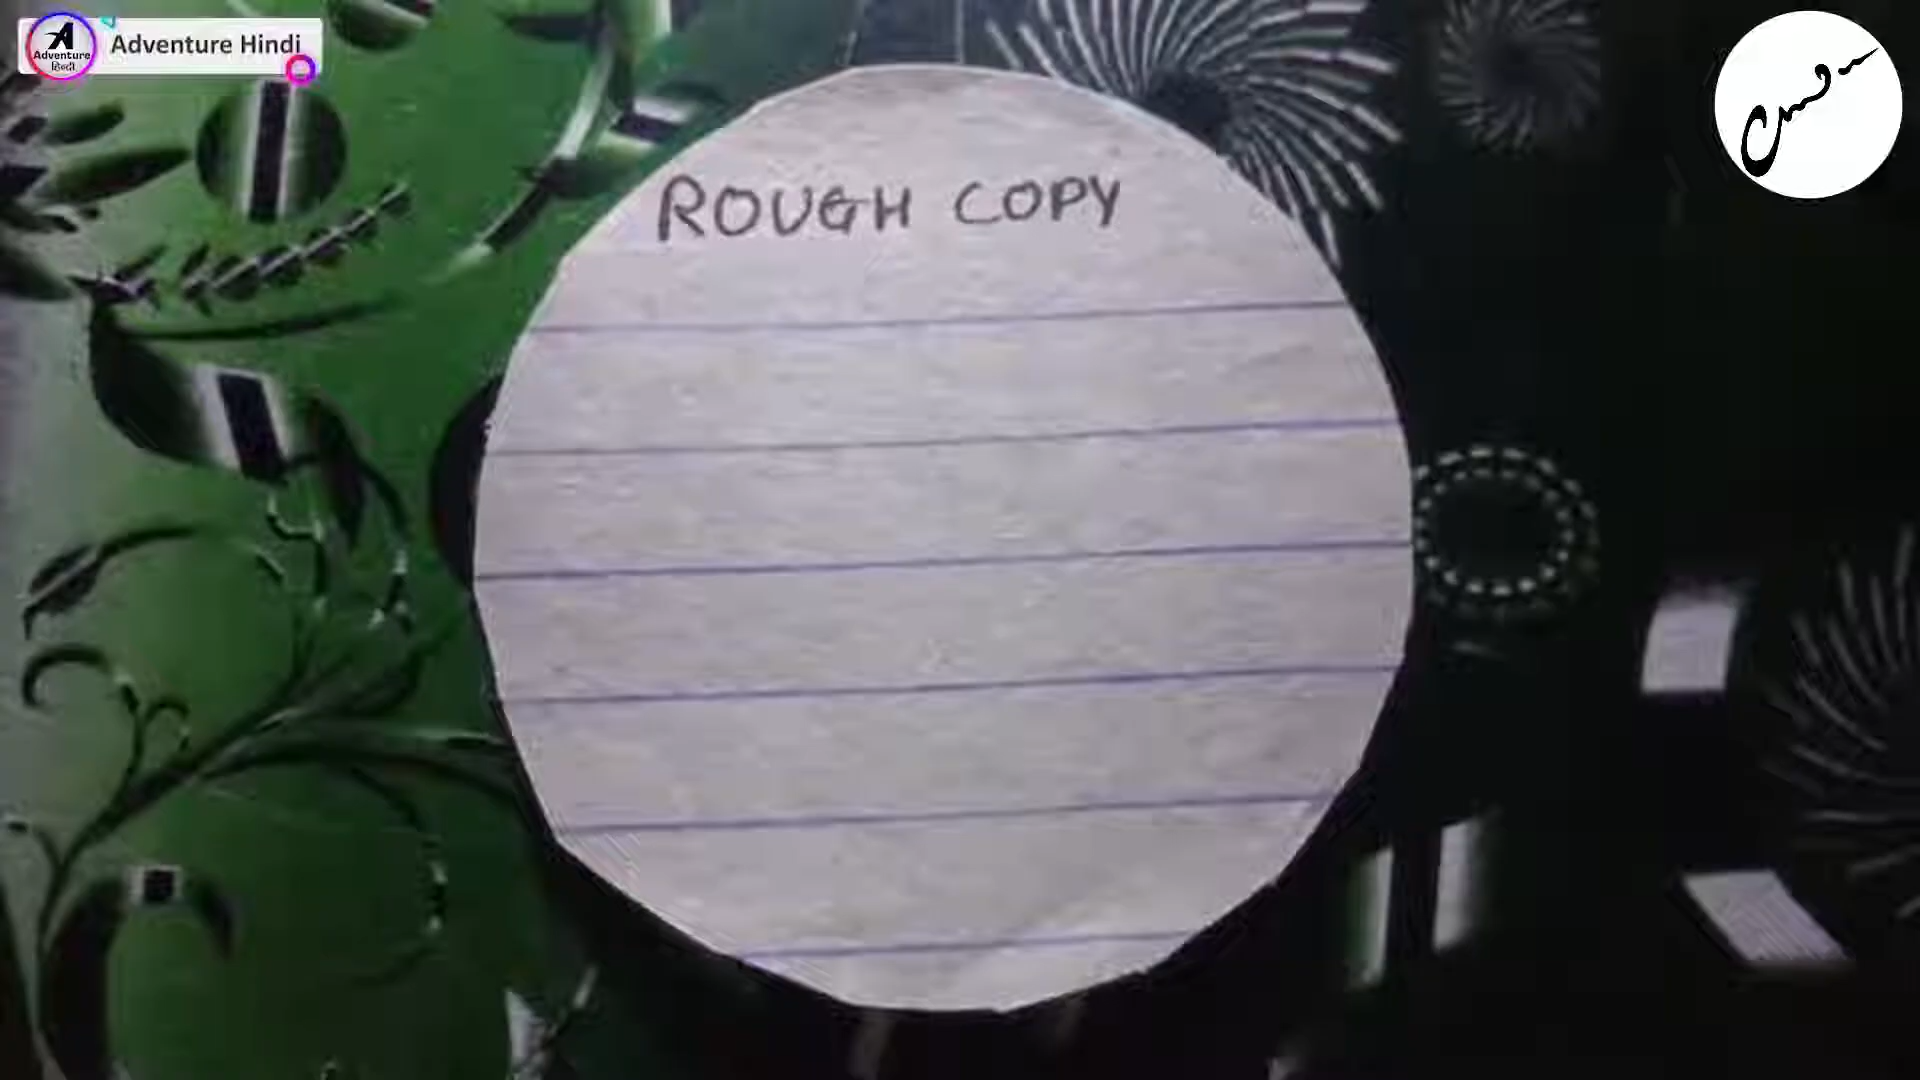 Adventure Hindi
Adventure
हिन्दी
ROUGH COPY